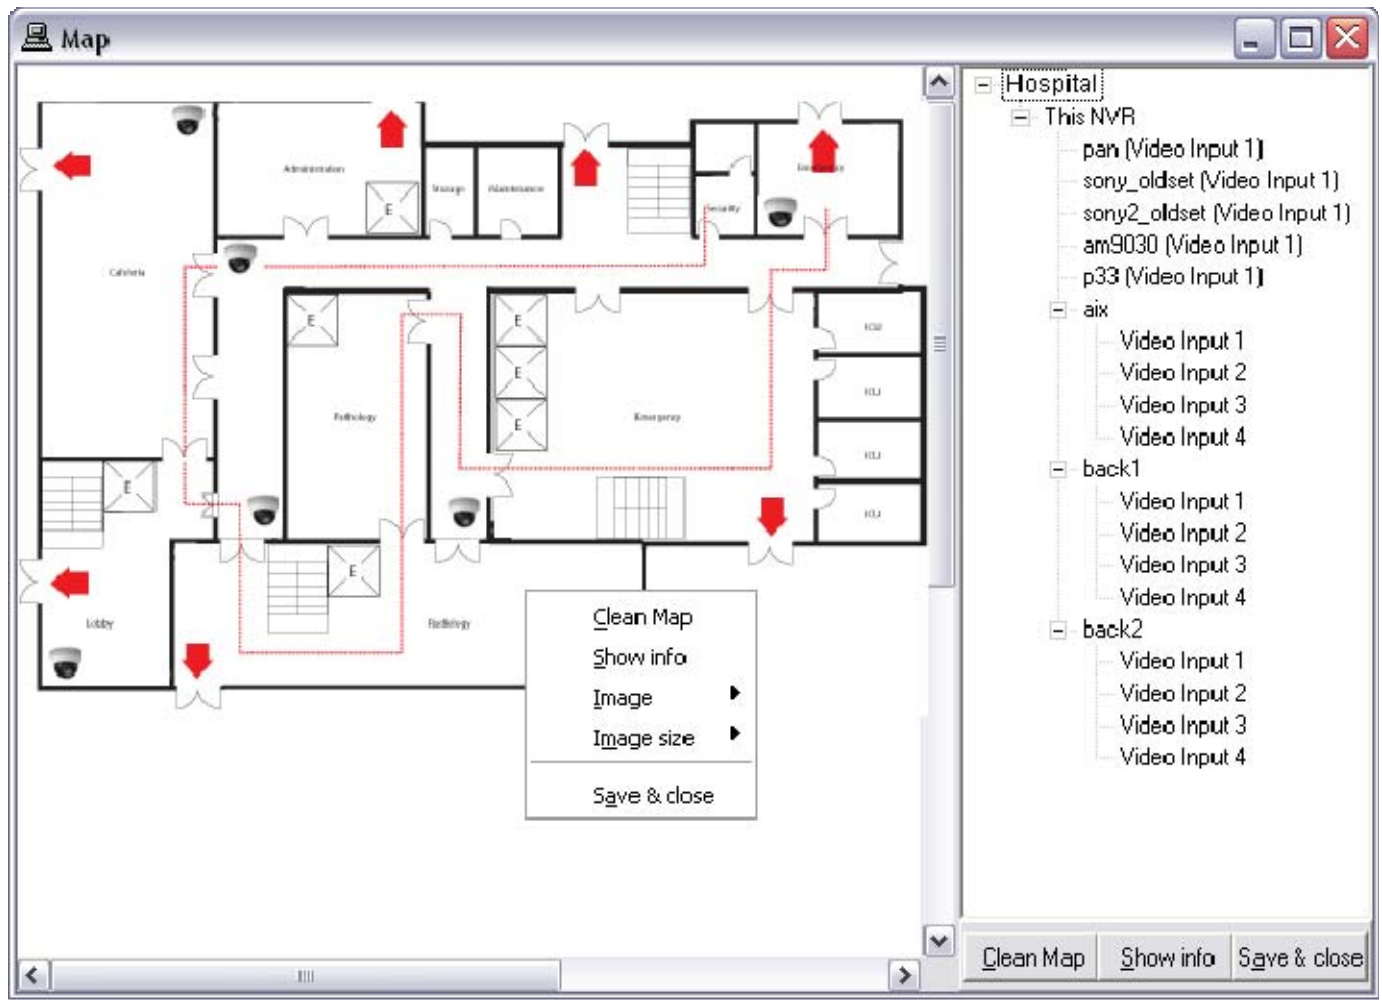 Map
Administration
Storage
Maintenance
Security
Emergency
E
Cafeteria
E
E
E
E
ICU
ICU
ICU
ICU
Pathology
Emergency
E
E
Lobby
Radiology
Clean Map
Show info
Image
Image size
Save & close
Hospital
This NVR
pan (Video Input 1)
sony_oldset (Video Input 1)
sony2_oldset (Video Input 1)
am9030 (Video Input 1)
p33 (Video Input 1)
aix
Video Input 1
Video Input 2
Video Input 3
Video Input 4
back1
Video Input 1
Video Input 2
Video Input 3
Video Input 4
back2
Video Input 1
Video Input 2
Video Input 3
Video Input 4
Clean Map
Show info
Save & close